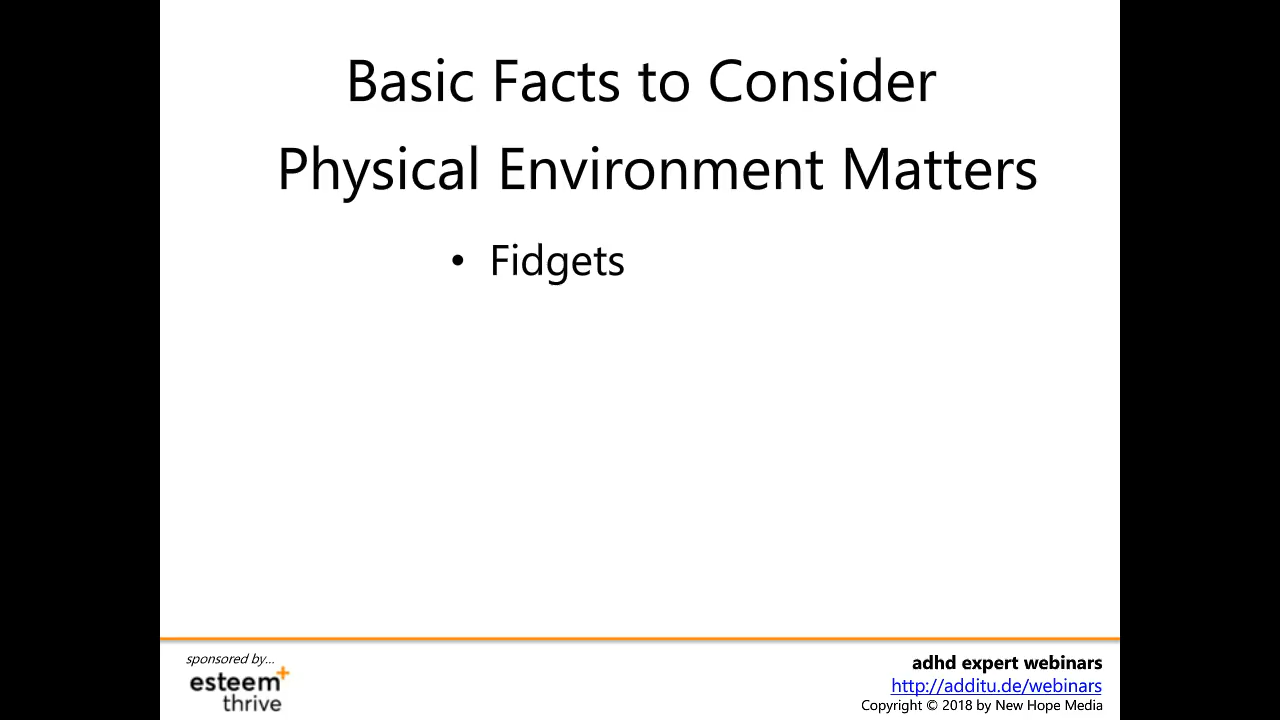 Basic Facts to Consider
Physical Environment Matters
• Fidgets
sponsored by...
esteem+
thrive
adhd expert webinars
http://additu.de/webinars
Copyright © 2018 by New Hope Media